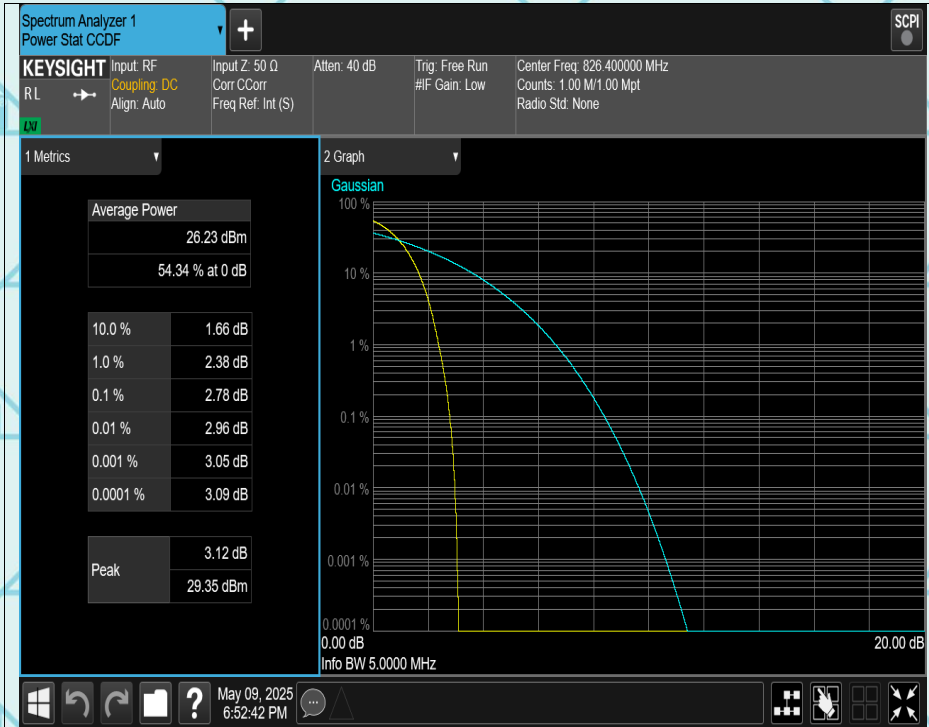 Spectrum Analyzer 1
Power Stat CCDF
+
SCPI
KEYSIGHT
RL
LXI
Input: RF
Coupling: DC
Align: Auto
Input Z: 50 Ω
Corr CCorr
Freq Ref: Int (S)
Atten: 40 dB
Trig: Free Run
#IF Gain: Low
Center Freq: 826.400000 MHz
Counts: 1.00 M/1.00 Mpt
Radio Std: None
1 Metrics
Average Power
26.23 dBm
54.34 % at 0 dB
10.0 % 1.66 dB
1.0 % 2.38 dB
0.1 % 2.78 dB
0.01 % 2.96 dB
0.001 % 3.05 dB
0.0001 % 3.09 dB
Peak
3.12 dB
29.35 dBm
2 Graph
Gaussian
100 %
10 %
1 %
0.1 %
0.01 %
0.001 %
0.0001 %
0.00 dB 20.00 dB
Info BW 5.0000 MHz
?
May 09, 2025
6:52:42 PM